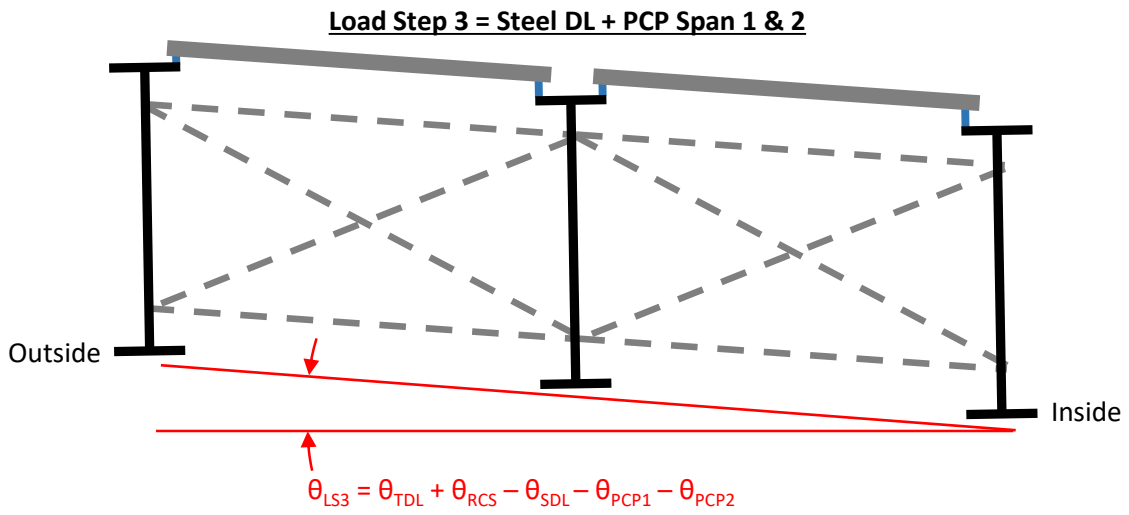 Load Step 3 = Steel DL + PCP Span 1 & 2
Outside
Inside
θLS3 = θTDL + θRCS – θSDL – θPCP1 – θPCP2